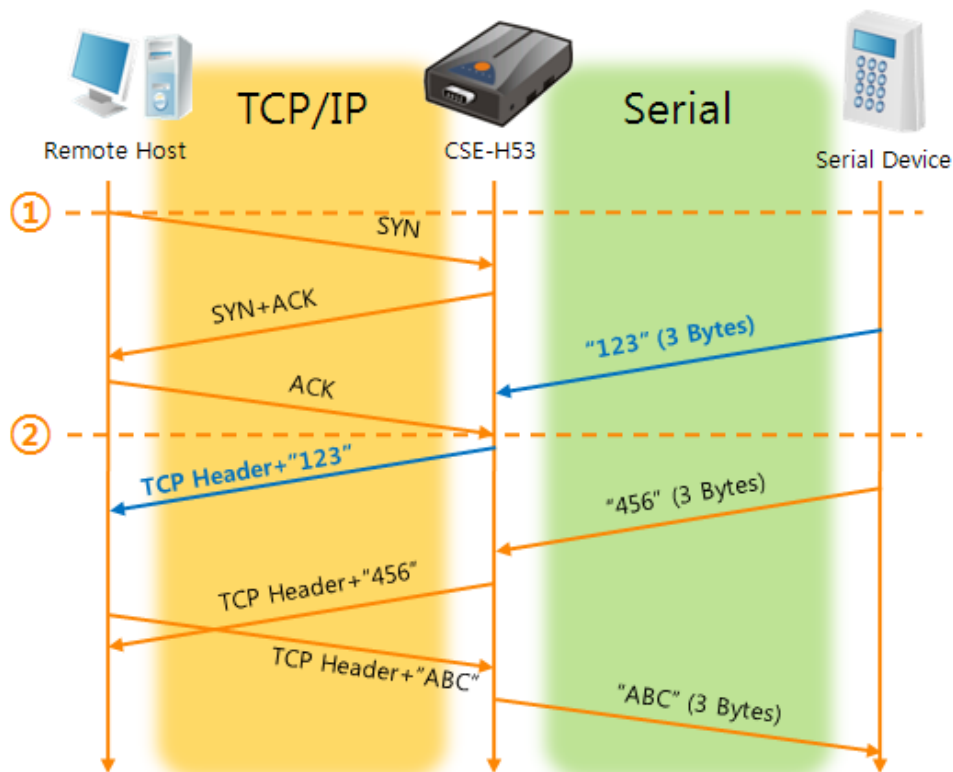 TCP/IP
Serial
Remote Host
CSE-H53
Serial Device
①
SYN
SYN+ACK
“123” (3 Bytes)
ACK
②
TCP Header+”123”
“456” (3 Bytes)
TCP Header+“456”
TCP Header+“ABC”
“ABC” (3 Bytes)